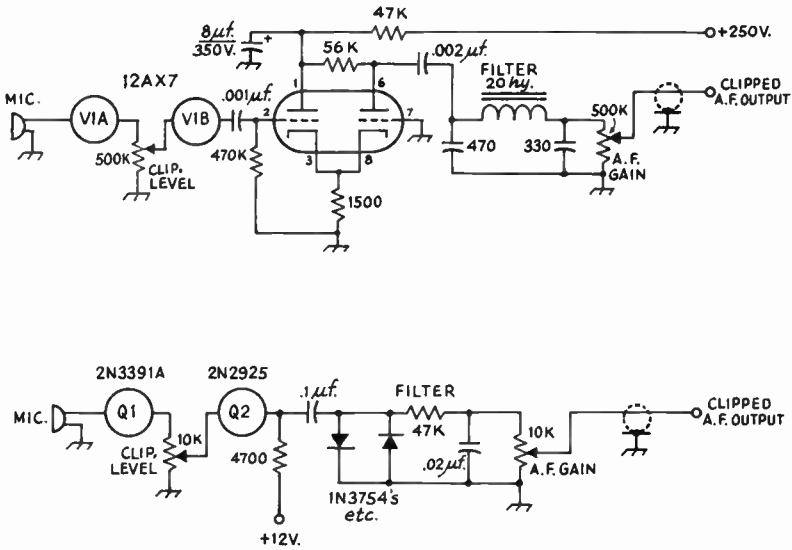 47K
8µf.
350V.
+
56K
.002µf.
+250V.
FILTER
20hy.
CLIPPED
A.F. OUTPUT
12AX7
MIC.
V1A
V1B
.001µf.
1
6
2
7
3
8
500K
CLIP.
LEVEL
470K
470
330
500K
A.F.
GAIN
1500
2N3391A
2N2925
.1µf.
FILTER
CLIPPED
A.F. OUTPUT
MIC.
Q1
Q2
10K
CLIP.
LEVEL
4700
47K
.02µf.
10K
A.F. GAIN
1N3754's
etc.
+12V.